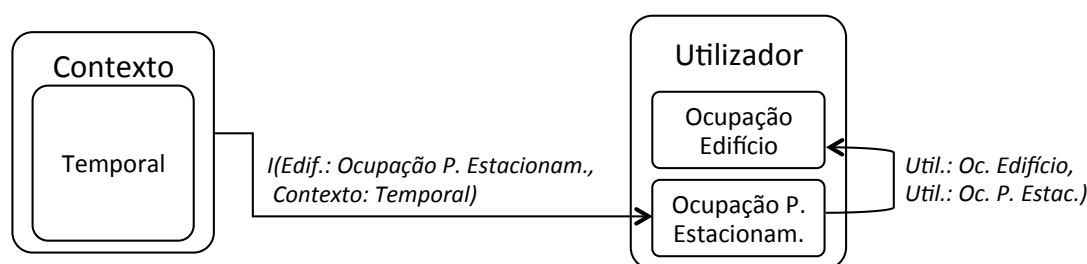 Contexto
Temporal
I(Edif.: Ocupação P. Estacionam.,
Contexto: Temporal)
Utilizador
Ocupação
Edifício
Ocupação P.
Estacionam.
Util.: Oc. Edifício,
Util.: Oc. P. Estac.)